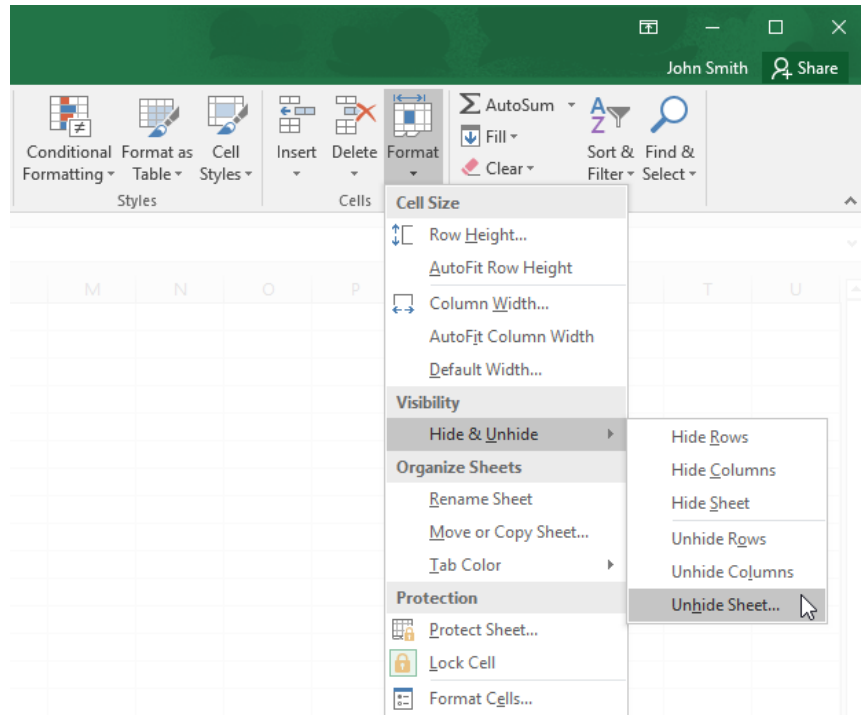 John Smith Share
AutoSum
Fill
Clear
Conditional Formatting
Format as Table
Cell Styles
Insert
Delete
Format
Sort & Filter
Find & Select
Styles
Cells
M N O P T U
Cell Size
Row Height...
AutoFit Row Height
Column Width...
AutoFit Column Width
Default Width...
Visibility
Hide & Unhide
Organize Sheets
Rename Sheet
Move or Copy Sheet...
Tab Color
Protection
Protect Sheet...
Lock Cell
Format Cells...
Hide Rows
Hide Columns
Hide Sheet
Unhide Rows
Unhide Columns
Unhide Sheet...